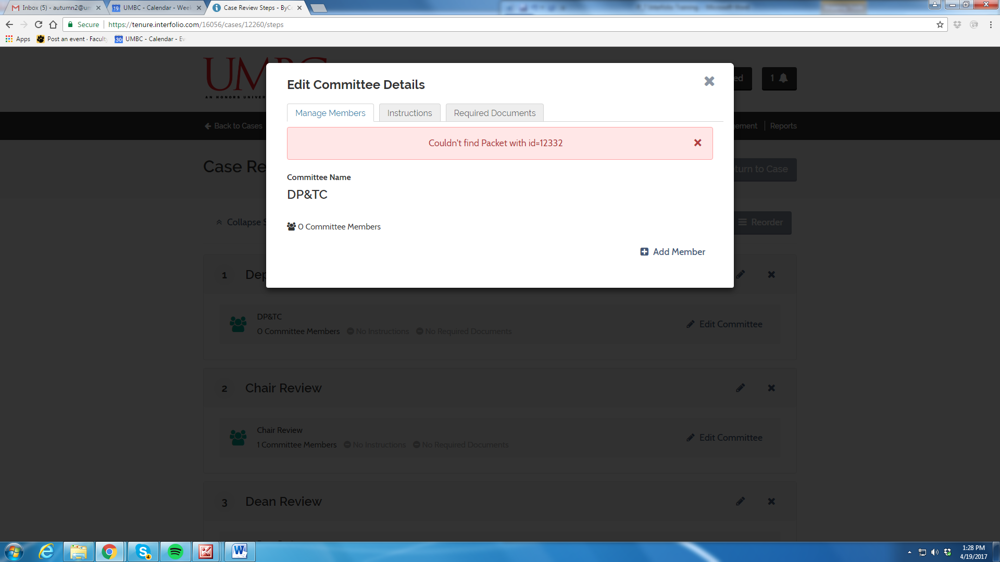 Inbox (5) - autumn2@um
UMBC - Calendar - Week
Case Review Steps - ByC
Secure
https://tenure.interfolio.com/16056/cases/12260/steps
Apps
Post an event · Faculty
UMBC - Calendar - Ev
UMBC
AN HONORS UNIVER
ed
1
Back to Cases
ement
Reports
Case Re
turn to Case
Edit Committee Details
Manage Members
Instructions
Required Documents
Couldn't find Packet with id=12332
Committee Name
DP&TC
0 Committee Members
Add Member
Collapse S
Reorder
1
Dep
DP&TC
0 Committee Members
No Instructions
No Required Documents
Edit Committee
2
Chair Review
Chair Review
1 Committee Members
No Instructions
No Required Documents
Edit Committee
3
Dean Review
1:28 PM
4/19/2017